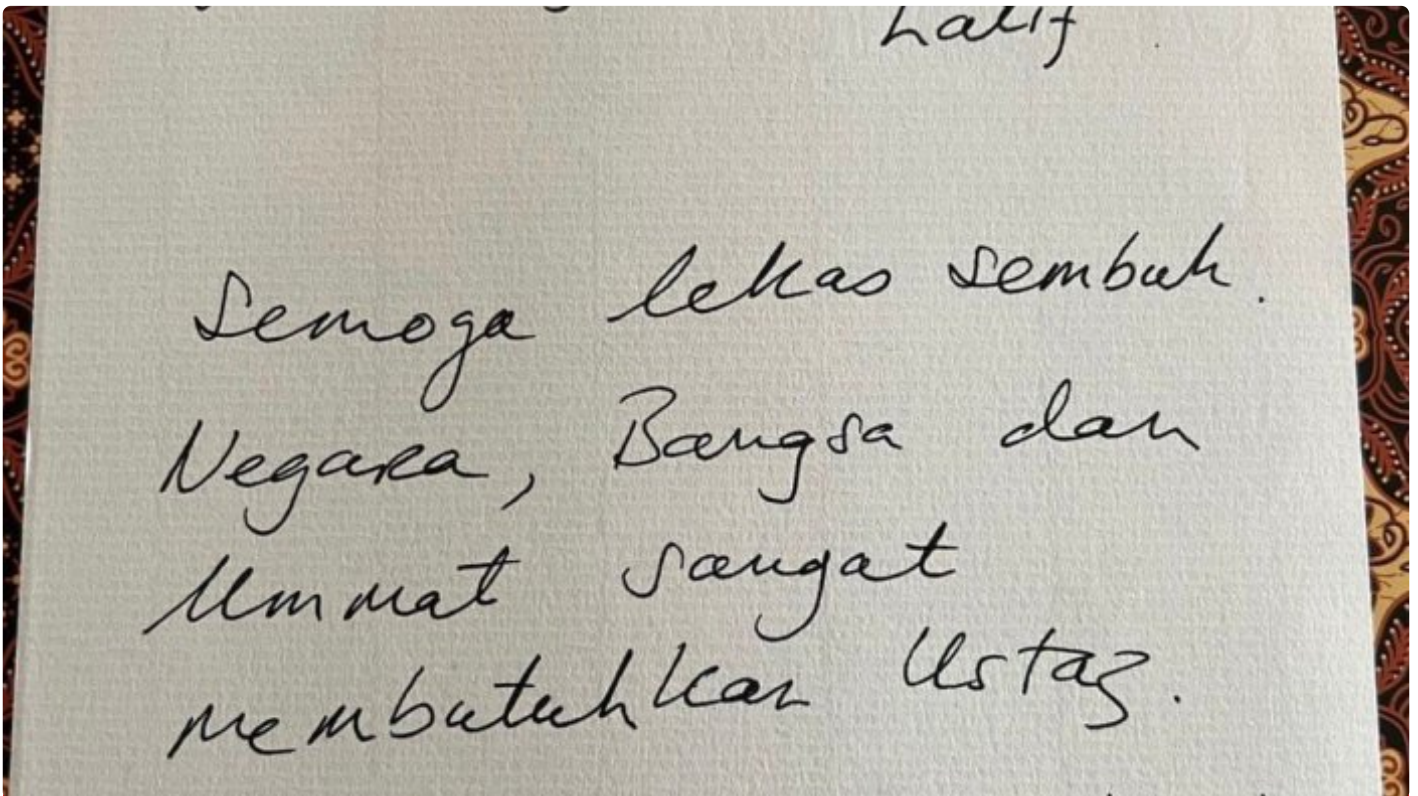 Latif
Semoga lekas sembuh.
Negara, Bangsa dan
Ummat sangat
membutuhkan Ustaz.